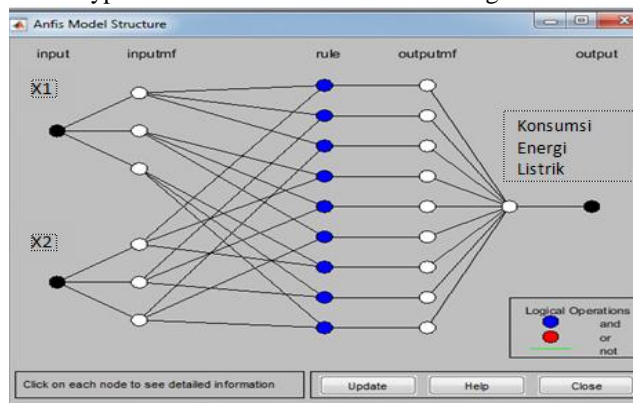 Anfis Model Structure
input inputmf rule outputmf output
X1
Konsumsi
Energi
Listrik
X2
Logical Operations
and
or
not
Click on each node to see detailed information
Update Help Close